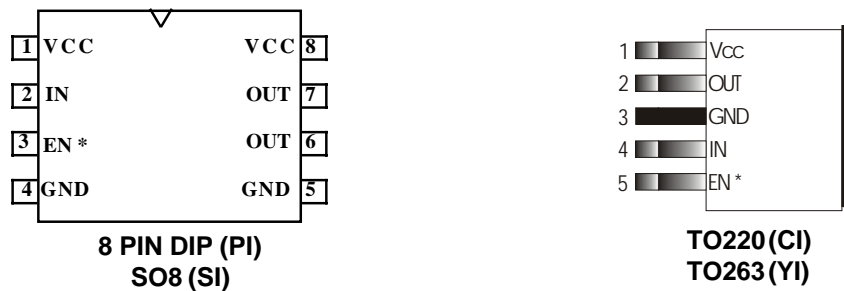 1 VCC VCC 8
2 IN OUT 7
3 EN * OUT 6
4 GND GND 5
8 PIN DIP (PI)
SO8 (SI)
1 Vcc
2 OUT
3 GND
4 IN
5 EN *
TO220 (CI)
TO263 (YI)